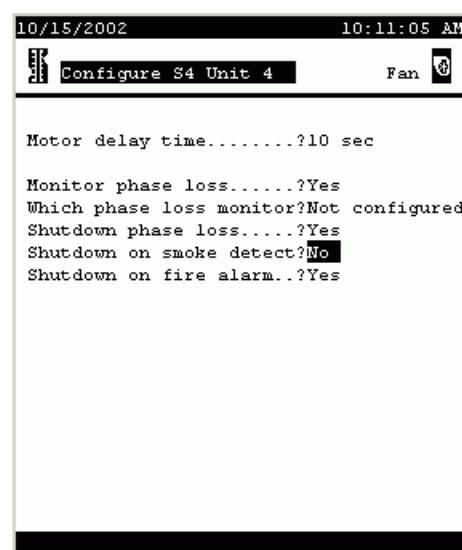 10/15/2002 10:11:05 AM
Configure S4 Unit 4 Fan
Motor delay time........?10 sec
Monitor phase loss......?Yes
Which phase loss monitor?Not configured
Shutdown phase loss.....?Yes
Shutdown on smoke detect?No
Shutdown on fire alarm..?Yes